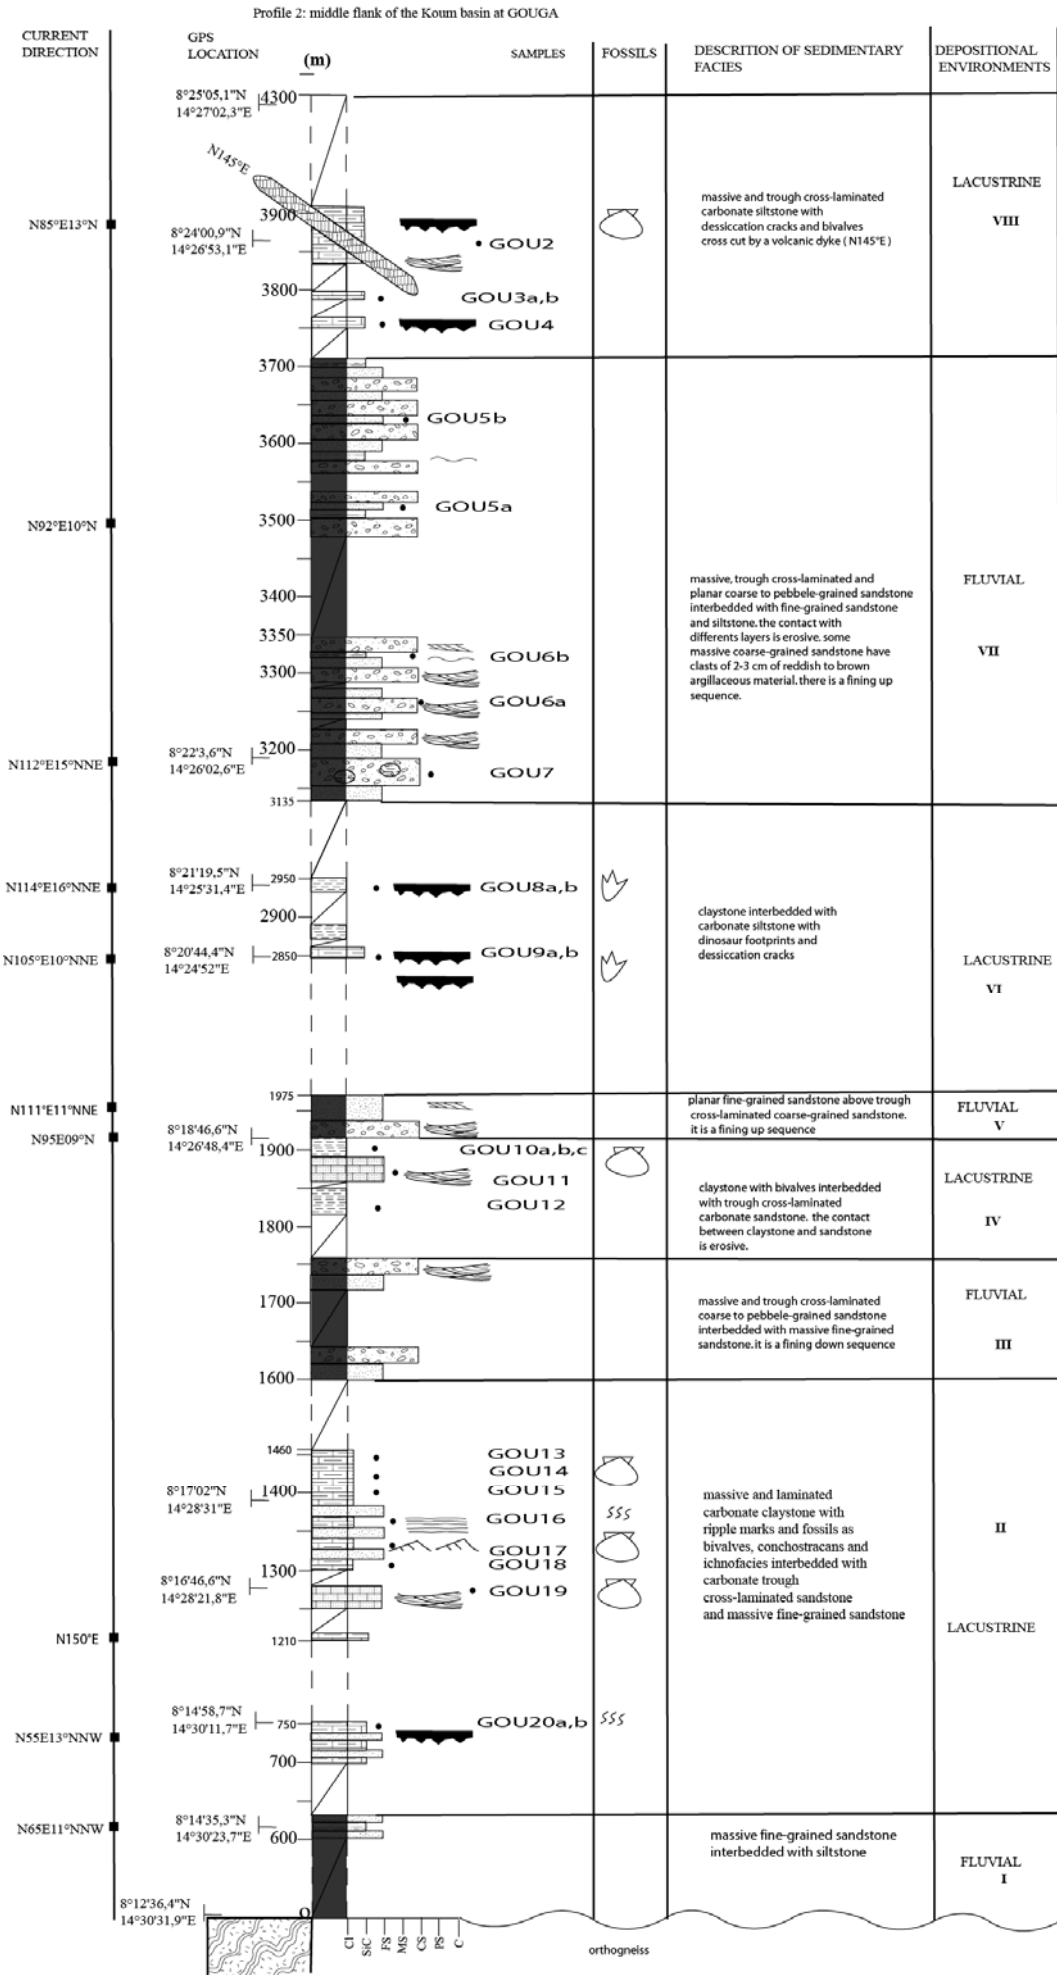 Profile 2: middle flank of the Koum basin at GOUGA
CURRENT
DIRECTION
GPS
LOCATION
(m)
SAMPLES
FOSSILS
DESCRITION OF SEDIMENTARY
FACIES
DEPOSITIONAL
ENVIRONMENTS
8°25'05,1"N
14°27'02,3"E
4300
N145°E
N85°E13°N
3900
8°24'00,9"N
14°26'53,1"E
GOU2
massive and trough cross-laminated
carbonate siltstone with
dessiccation cracks and bivalves
cross cut by a volcanic dyke ( N145°E )
LACUSTRINE
VIII
3800
GOU3a,b
GOU4
3700
GOU5b
3600
GOU5a
N92°E10°N
3500
3400
3350
GOU6b
3300
GOU6a
massive, trough cross-laminated and
planar coarse to pebbele-grained sandstone
interbedded with fine-grained sandstone
and siltstone. the contact with
differents layers is erosive. some
massive coarse-grained sandstone have
clasts of 2-3 cm of reddish to brown
argillaceous material. there is a fining up
sequence.
FLUVIAL
VII
3200
8°22'3,6"N
14°26'02,6"E
N112°E15°NNE
GOU7
3135
8°21'19,5"N
14°25'31,4"E
2950
N114°E16°NNE
GOU8a,b
2900
claystone interbedded with
carbonate siltstone with
dinosaur footprints and
dessiccation cracks
8°20'44,4"N
14°24'52"E
2850
N105°E10°NNE
GOU9a,b
LACUSTRINE
VI
1975
N111°E11°NNE
planar fine-grained sandstone above trough
cross-laminated coarse-grained sandstone.
it is a fining up sequence
FLUVIAL
V
8°18'46,6"N
14°26'48,4"E
N95E09°N
1900
GOU10a,b,c
GOU11
GOU12
claystone with bivalves interbedded
with trough cross-laminated
carbonate sandstone. the contact
between claystone and sandstone
is erosive.
LACUSTRINE
IV
1800
1700
massive and trough cross-laminated
coarse to pebbele-grained sandstone
interbedded with massive fine-grained
sandstone.it is a fining down sequence
FLUVIAL
III
1600
1460
GOU13
GOU14
GOU15
8°17'02"N
14°28'31"E
1400
GOU16
GOU17
GOU18
1300
8°16'46,6"N
14°28'21,8"E
GOU19
massive and laminated
carbonate claystone with
ripple marks and fossils as
bivalves, conchostracans and
ichnofacies interbedded with
carbonate trough
cross-laminated sandstone
and massive fine-grained sandstone
II
LACUSTRINE
N150°E
1210
8°14'58,7"N
14°30'11,7"E
750
GOU20a,b
N55E13°NNW
700
8°14'35,3"N
14°30'23,7"E
N65E11°NNW
600
massive fine-grained sandstone
interbedded with siltstone
FLUVIAL
I
8°12'36,4"N
14°30'31,9"E
O
Cl
SiC
FS
MS
CS
PS
C
orthogneiss